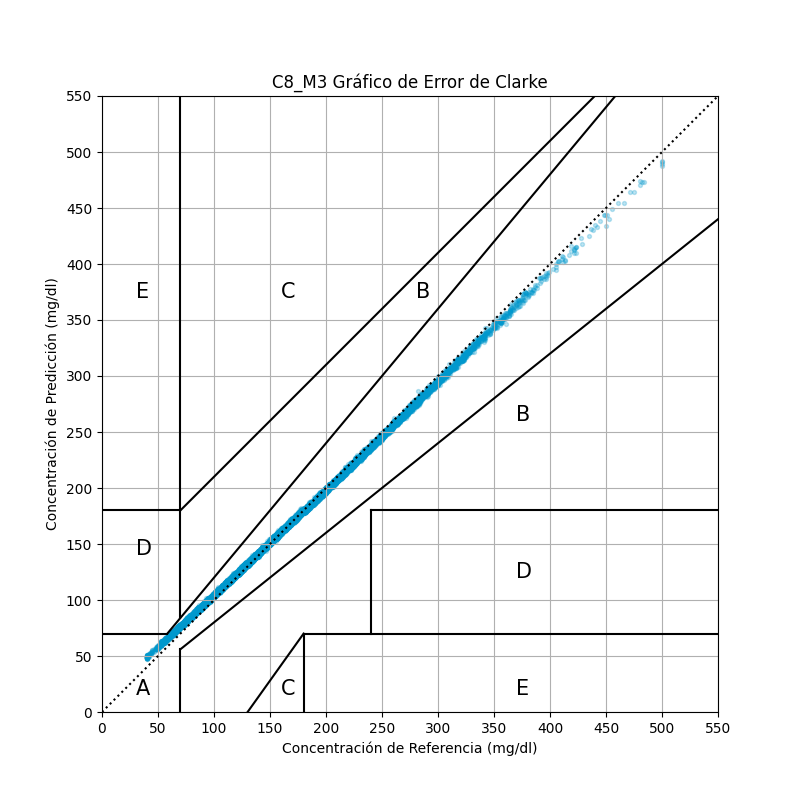 C8_M3 Gráfico de Error de Clarke
Concentración de Predicción (mg/dl)
550
500
450
400
350
300
250
200
150
100
50
0
E
C
B
B
D
D
A
C
E
0 50 100 150 200 250 300 350 400 450 500 550
Concentración de Referencia (mg/dl)